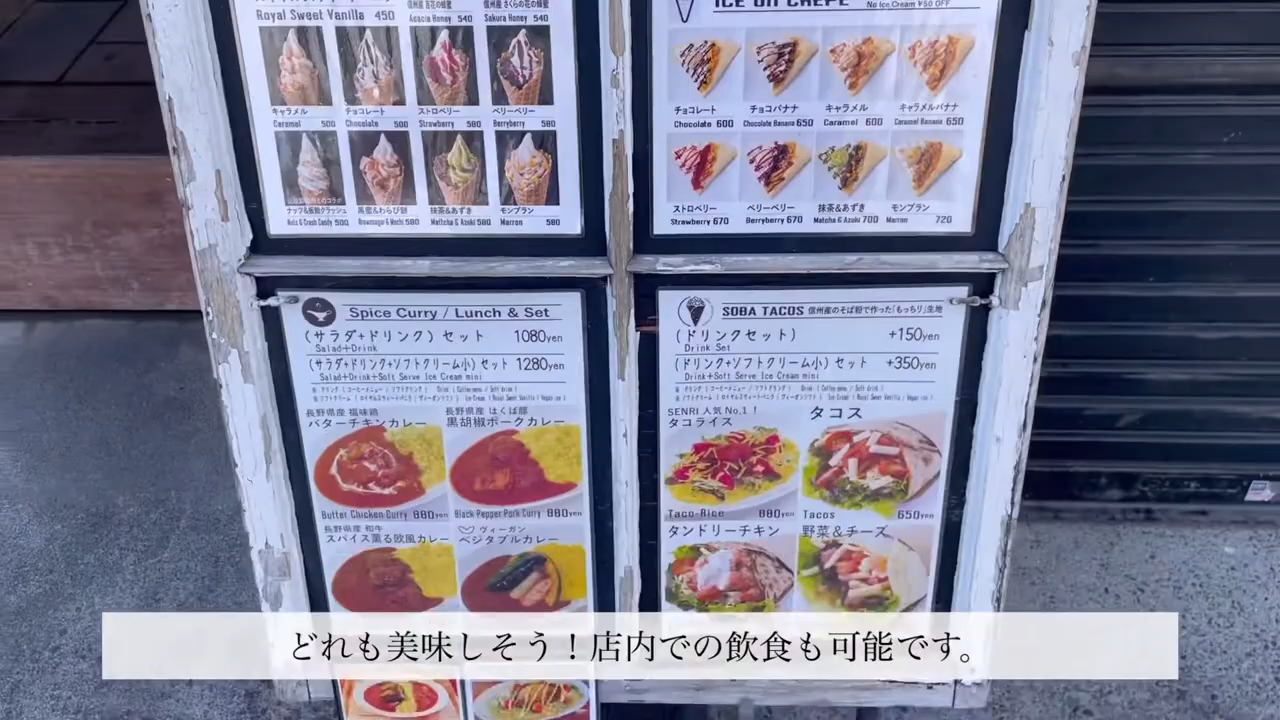 Royal Sweet Vanilla 450
信州産 百花の蜂蜜
Acacia Honey 540
信州産 さくらの花の蜂蜜
Sakura Honey 540
キャラメル
Caramel 500
チョコレート
Chocolate 500
ストロベリー
Strawberry 580
ベリーベリー
Berryberry 580
Nuts & Crash Candy 500
黒蜜&わらび餅
580
抹茶&あずき
Matcha & Azuki 580
モンブラン
Marron 580
ICE ON CREPE
No Ice Cream ¥50 OFF
チョコレート
Chocolate 600
チョコバナナ
Chocolate Banana 650
キャラメル
Caramel 600
キャラメルバナナ
Caramel Banana 650
ストロベリー
Strawberry 670
ベリーベリー
Berryberry 670
抹茶&あずき
Matcha & Azuki 700
モンブラン
Marron 720
Spice Curry / Lunch & Set
(サラダ+ドリンク) セット 1080yen
Salad+Drink
(サラダ+ドリンク+ソフトクリーム小) セット 1280yen
Salad+Drink+Soft Serve Ice Cream mini
長野県産 福味鶏
バターチキンカレー
Butter Chicken Curry 880yen
長野県産 はくば豚
黒胡椒ポークカレー
Black Pepper Pork Curry 880yen
長野県産 和牛
スパイス薫る欧風カレー
ヴィーガン
ベジタブルカレー
SOBA TACOS 信州産のそば粉で作った「もっちり」生地
(ドリンクセット) +150yen
Drink Set
(ドリンク+ソフトクリーム小) セット +350yen
Drink+Soft Serve Ice Cream mini
SENRI 人気 No.1 !
タコライス
Taco-Rice 880yen
タコス
Tacos 650yen
タンドリーチキン
野菜&チーズ
どれも美味しそう！店内での飲食も可能です。